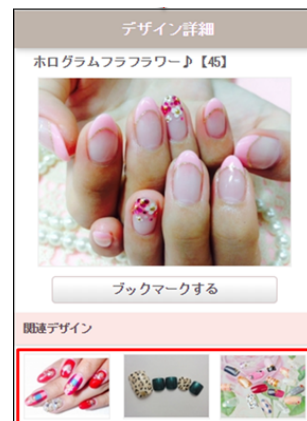 デザイン詳細
ホログラムフラフラワー♪【45】
ブックマークする
関連デザイン